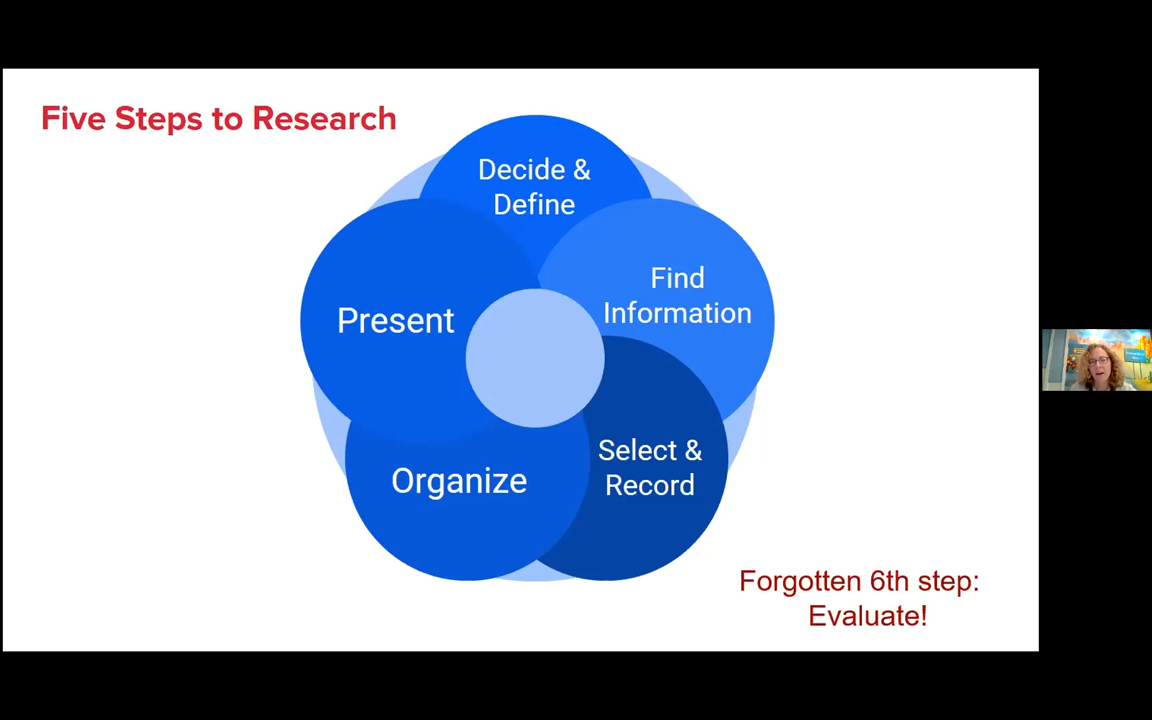 Five Steps to Research
Decide &
Define
Find
Information
Select &
Record
Organize
Present
Forgotten 6th step:
Evaluate!